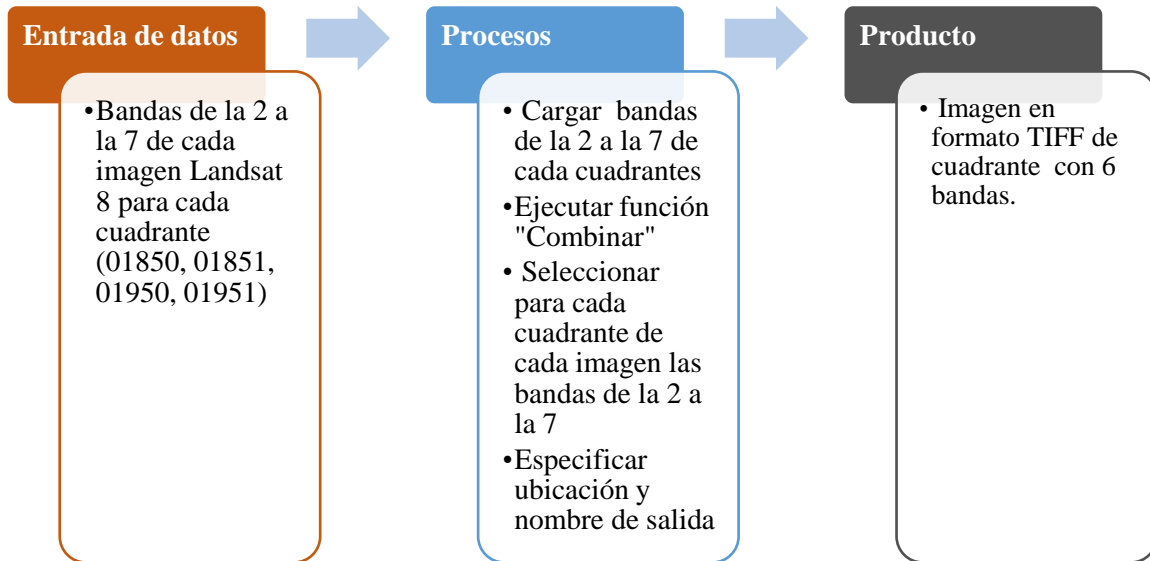 Entrada de datos
•Bandas de la 2 a
la 7 de cada
imagen Landsat
8 para cada
cuadrante
(01850, 01851,
01950, 01951)
Procesos
• Cargar bandas
de la 2 a la 7 de
cada cuadrantes
•Ejecutar función
"Combinar"
• Seleccionar
para cada
cuadrante de
cada imagen las
bandas de la 2 a
la 7
•Especificar
ubicación y
nombre de salida
Producto
• Imagen en
formato TIFF de
cuadrante con 6
bandas.